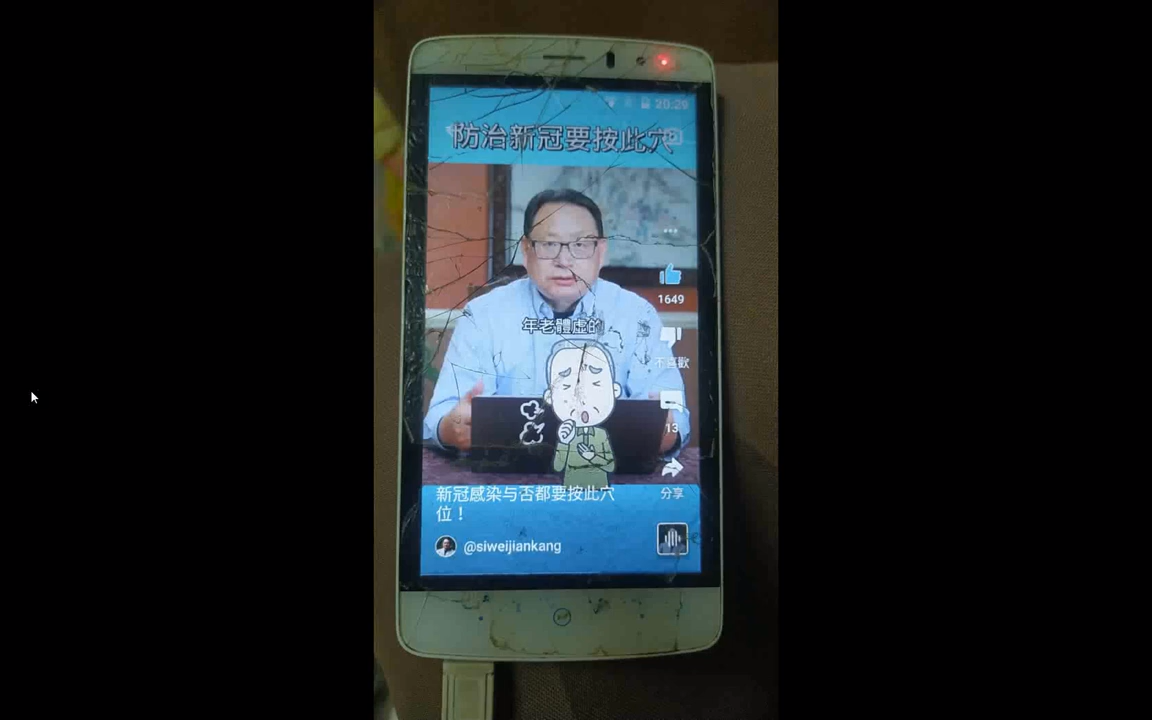 20:29
防治新冠要按此穴
1649
年老體虛的
不喜歡
13
新冠感染与否都要按此穴
位！
分享
@siweijiankang